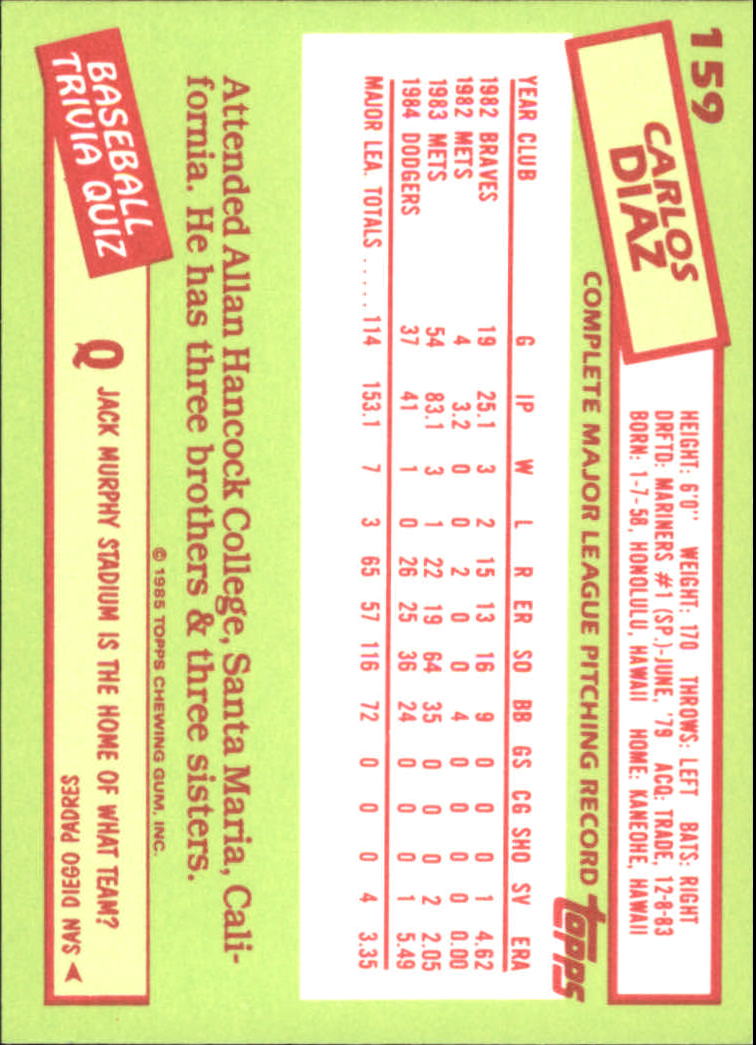 159
CARLOS
DIAZ
HEIGHT: 6'0" WEIGHT: 170 THROWS: LEFT BATS: RIGHT
DRFTD: MARINERS #1 (SP.)-JUNE, '79 ACQ: TRADE, 12-8-83
BORN: 1-7-58, HONOLULU, HAWAII HOME: KANEOHE, HAWAII
COMPLETE MAJOR LEAGUE PITCHING RECORD topps
YEAR CLUB G IP W L R ER SO BB GS CG SHO SV ERA
1982 BRAVES 19 25.1 3 2 15 13 16 9 0 0 0 1 4.62
1982 METS 4 3.2 0 0 2 0 0 4 0 0 0 0 0.00
1983 METS 54 83.1 3 1 22 19 64 35 0 0 0 2 2.05
1984 DODGERS 37 41 1 0 26 25 36 24 0 0 0 1 5.49
MAJOR LEA. TOTALS ..... 114 153.1 7 3 65 57 116 72 0 0 0 4 3.35
Attended Allan Hancock College, Santa Maria, Cali-
fornia. He has three brothers & three sisters.
© 1985 TOPPS CHEWING GUM, INC.
BASEBALL
TRIVIA QUIZ
Q JACK MURPHY STADIUM IS THE HOME OF WHAT TEAM?
SAN DIEGO PADRES